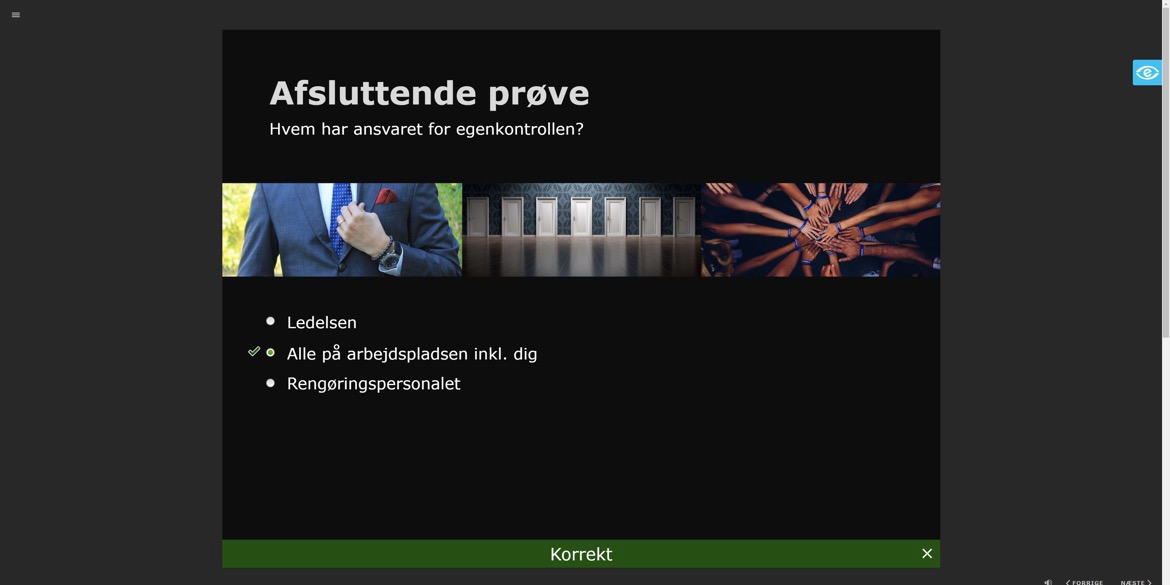 Afsluttende prøve
Hvem har ansvaret for egenkontrollen?
Ledelsen
Alle på arbejdspladsen inkl. dig
Rengøringspersonalet
Korrekt
FORRIGE NÆSTE